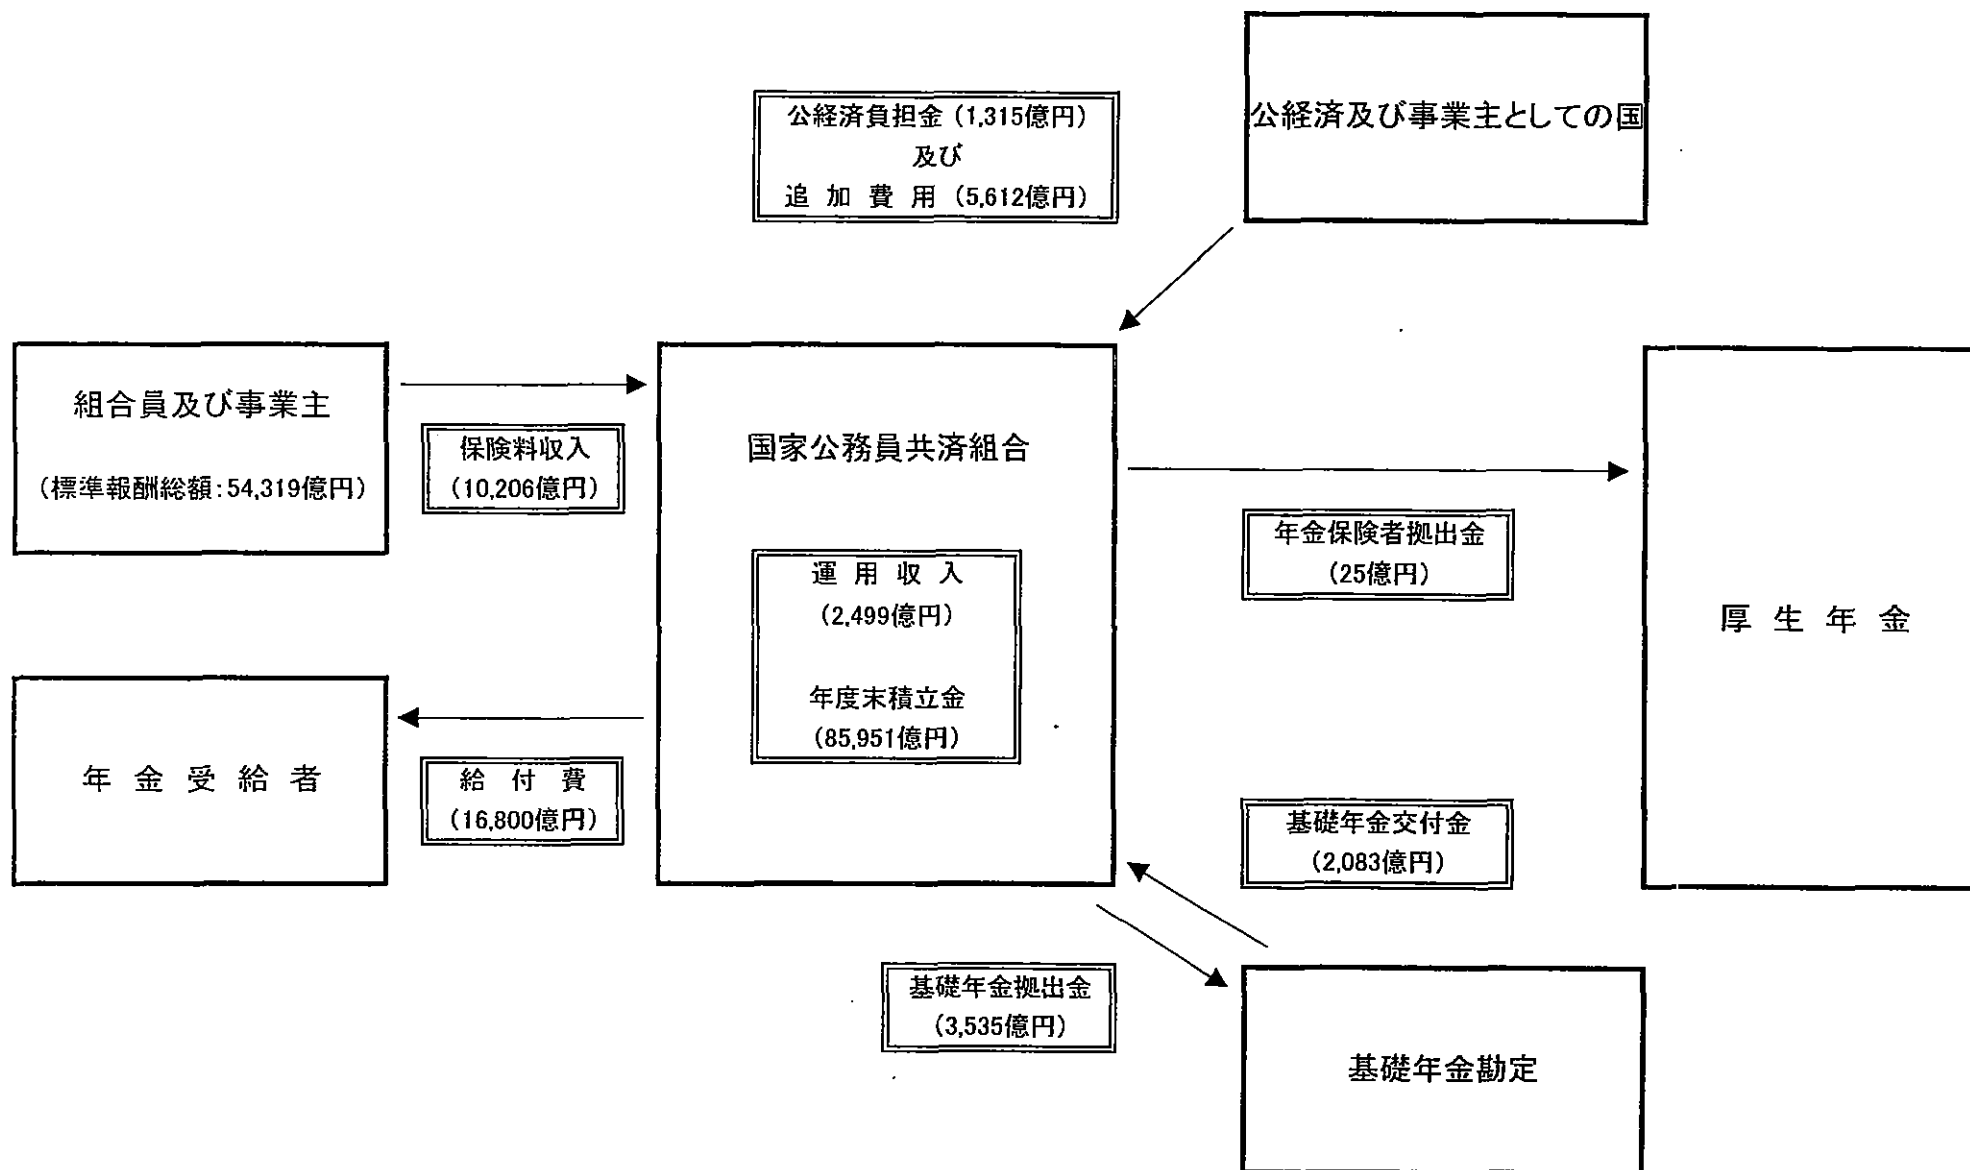 公経済負担金（1,315億円）
及び
追加費用（5,612億円）
公経済及び事業主としての国
組合員及び事業主
（標準報酬総額：54,319億円）
保険料収入
（10,206億円）
国家公務員共済組合
運用収入
（2,499億円）
年度末積立金
（85,951億円）
年金保険者拠出金
（25億円）
厚生年金
年金受給者
給付費
（16,800億円）
基礎年金交付金
（2,083億円）
基礎年金拠出金
（3,535億円）
基礎年金勘定